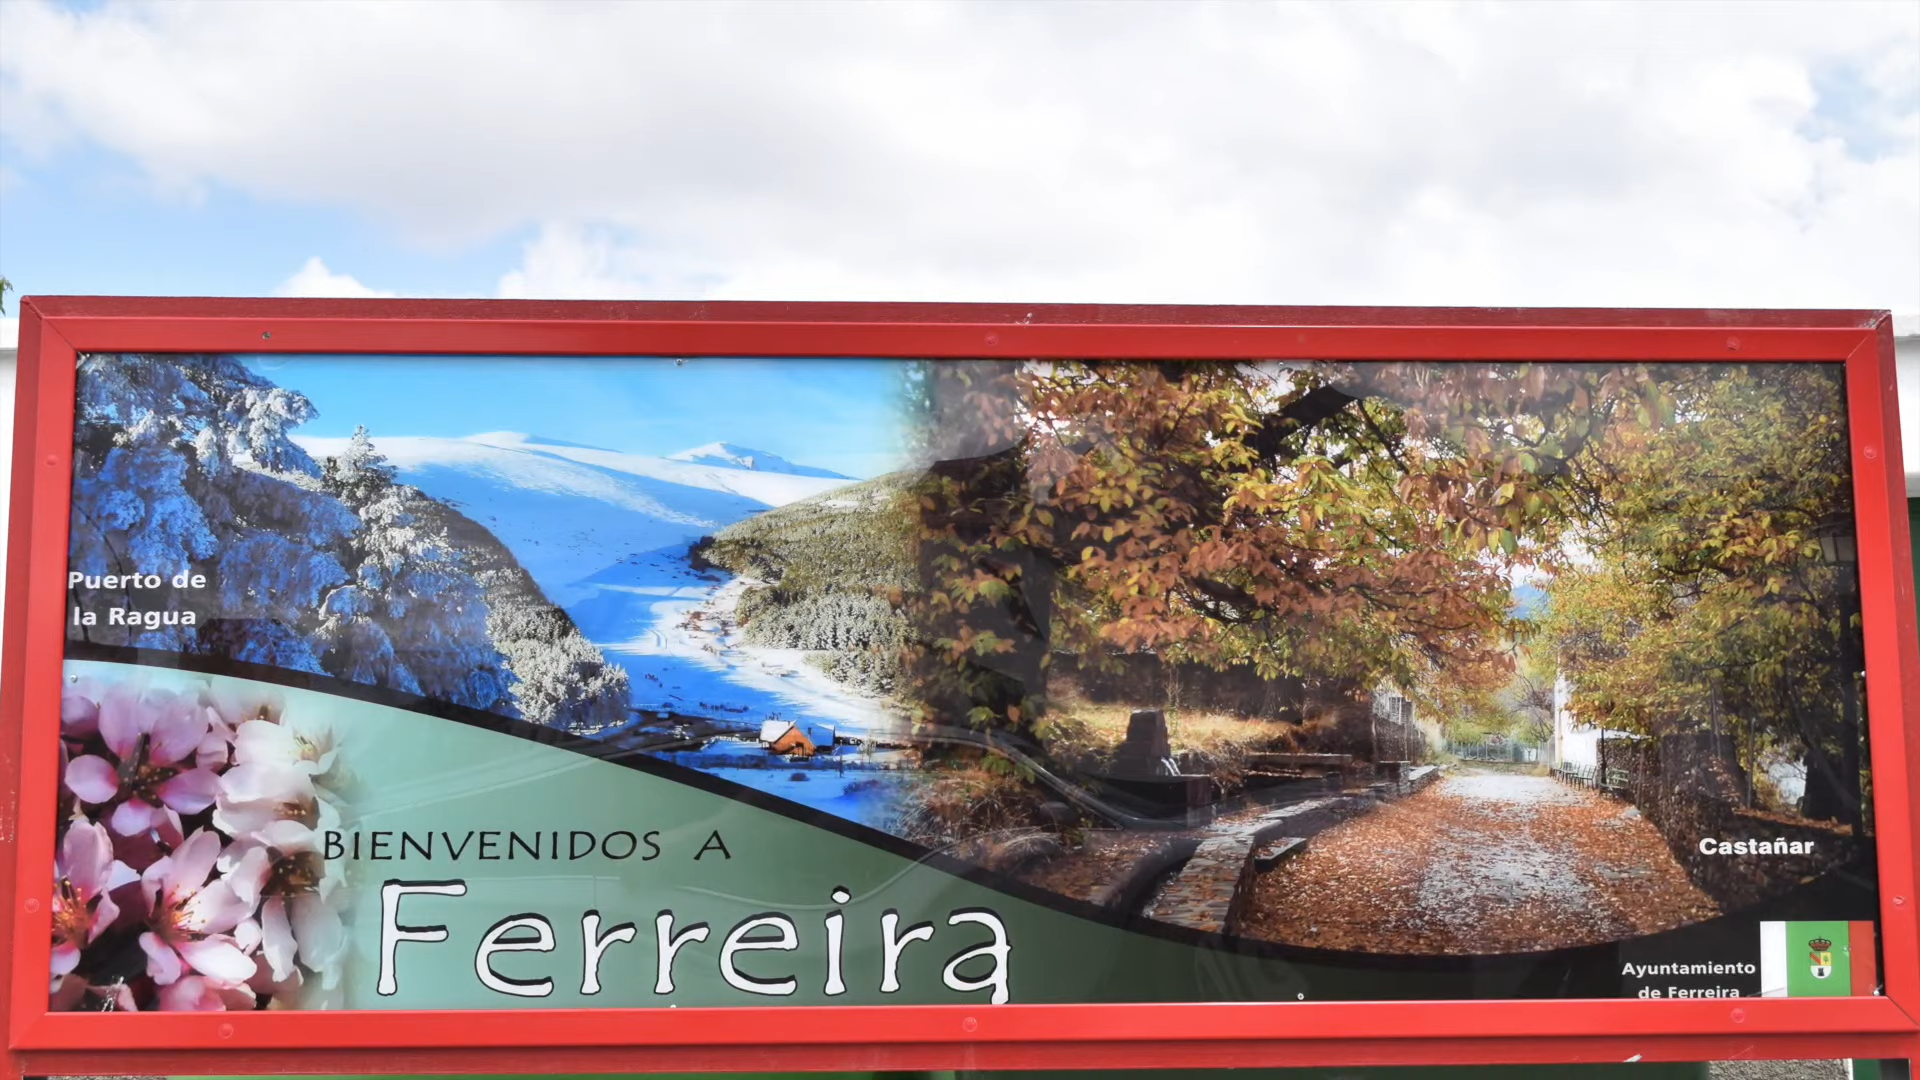 Puerto de
la Ragua
BIENVENIDOS A
Ferreira
Castañar
Ayuntamiento
de Ferreira